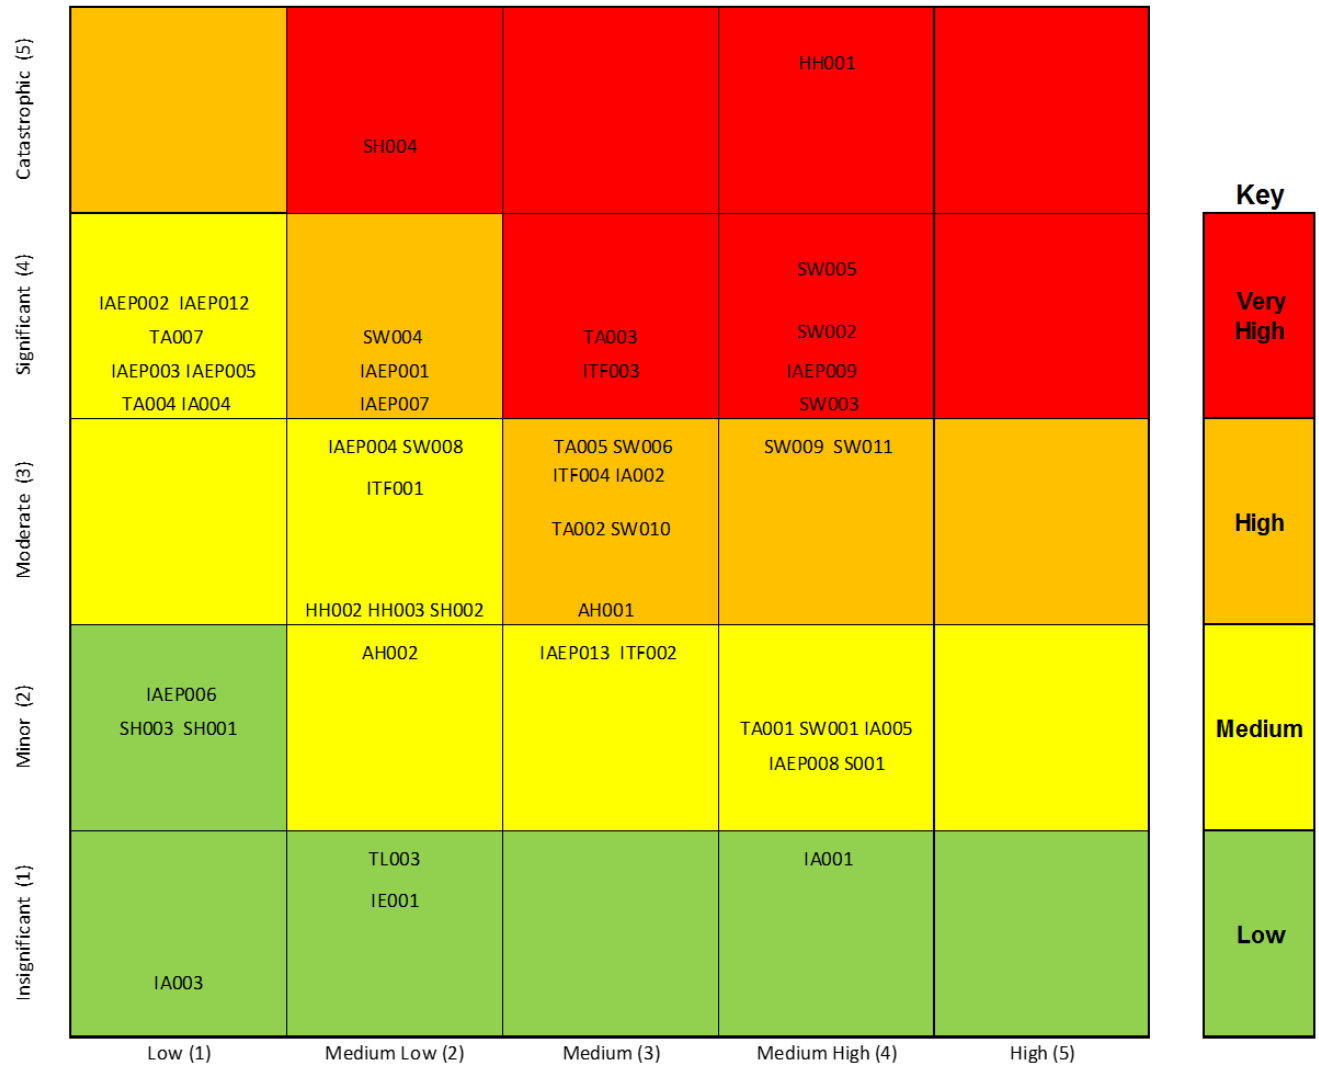 Catastrophic (5)
HH001
SH004
Key
Significant (4)
SW005
IAEP002 IAEP012
Very High
SW002
TA007
SW004
TA003
IAEP003 IAEP005
IAEP001
ITF003
IAEP009
TA004 IA004
IAEP007
SW003
Moderate (3)
IAEP004 SW008
TA005 SW006
SW009 SW011
ITF004 IA002
ITF001
High
TA002 SW010
HH002 HH003 SH002
AH001
Minor (2)
AH002
IAEP013 ITF002
IAEP006
SH003 SH001
TA001 SW001 IA005
Medium
IAEP008 S001
Insignificant (1)
TL003
IA001
IE001
Low
IA003
Low (1)
Medium Low (2)
Medium (3)
Medium High (4)
High (5)